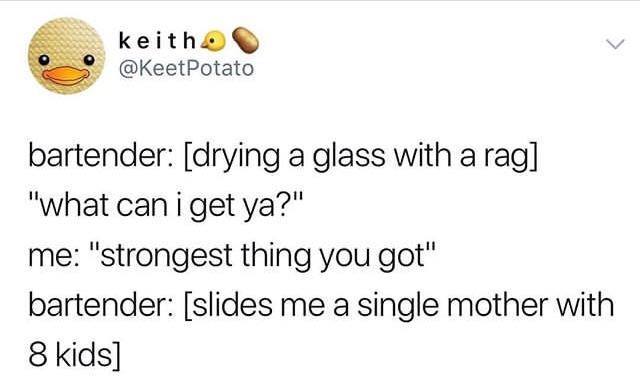 keith🐤🥔
@KeetPotato
bartender: [drying a glass with a rag]
"what can i get ya?"
me: "strongest thing you got"
bartender: [slides me a single mother with
8 kids]